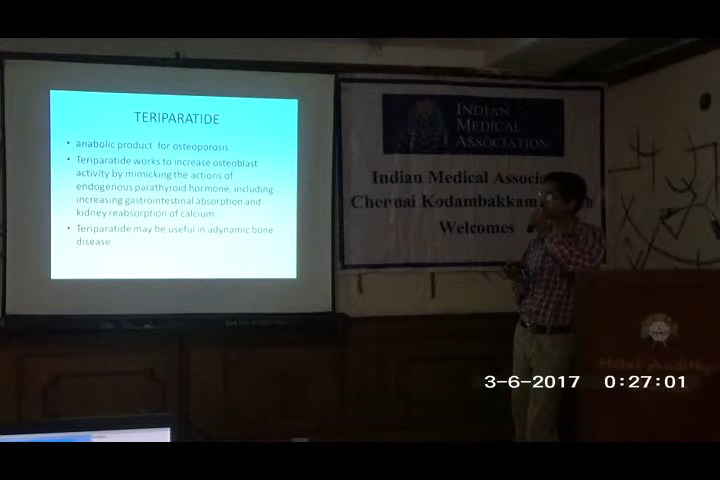 TERIPARATIDE
• anabolic product for osteoporosis
• Teriparatide works to increase osteoblast
activity by mimicking the actions of
endogenous parathyroid hormone, including
increasing gastrointestinal absorption and
kidney reabsorption of calcium
• Teriparatide may be useful in adynamic bone
disease
INDIAN
MEDICAL
ASSOCIATION
Indian Medical Associa
Chennai Kodambakkam
Welcomes
3-6-2017 0:27:01